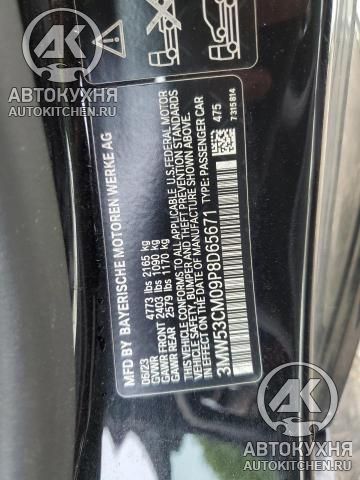 АК
АВТОКУХНЯ
AUTOKITCHEN.RU
MFD BY BAYERISCHE MOTOREN WERKE AG
06/23
GVWR 4773 lbs 2165 kg
GAWR FRONT 2403 lbs 1090 kg
GAWR REAR 2579 lbs 1170 kg
THIS VEHICLE CONFORMS TO ALL APPLICABLE U.S. FEDERAL MOTOR
VEHICLE SAFETY, BUMPER AND THEFT PREVENTION STANDARDS
IN EFFECT ON THE DATE OF MANUFACTURE SHOWN ABOVE.
3MW53CM09P8D65671 TYPE: PASSENGER CAR
475
7315814
АК
АВТОКУХНЯ
AUTOKITCHEN.RU